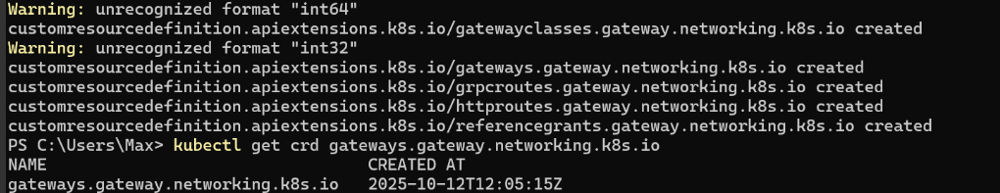 Warning: unrecognized format "int64"
customresourcedefinition.apiextensions.k8s.io/gatewayclasses.gateway.networking.k8s.io created
Warning: unrecognized format "int32"
customresourcedefinition.apiextensions.k8s.io/gateways.gateway.networking.k8s.io created
customresourcedefinition.apiextensions.k8s.io/grpcroutes.gateway.networking.k8s.io created
customresourcedefinition.apiextensions.k8s.io/httproutes.gateway.networking.k8s.io created
customresourcedefinition.apiextensions.k8s.io/referencegrants.gateway.networking.k8s.io created
PS C:\Users\Max> kubectl get crd gateways.gateway.networking.k8s.io
NAME                                 CREATED AT
gateways.gateway.networking.k8s.io   2025-10-12T12:05:15Z